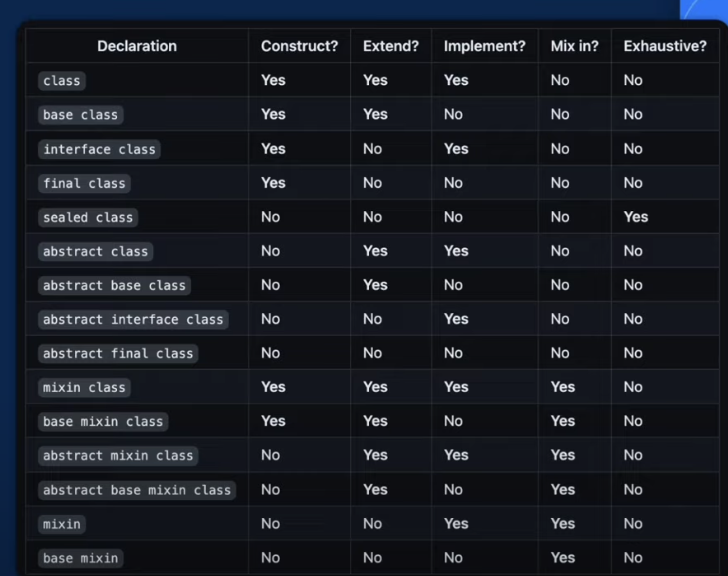 Declaration Construct? Extend? Implement? Mix in? Exhaustive?
class Yes Yes Yes No No
base class Yes Yes No No No
interface class Yes No Yes No No
final class Yes No No No No
sealed class No No No No Yes
abstract class No Yes Yes No No
abstract base class No Yes No No No
abstract interface class No No Yes No No
abstract final class No No No No No
mixin class Yes Yes Yes Yes No
base mixin class Yes Yes No Yes No
abstract mixin class No Yes Yes Yes No
abstract base mixin class No Yes No Yes No
mixin No No Yes Yes No
base mixin No No No Yes No